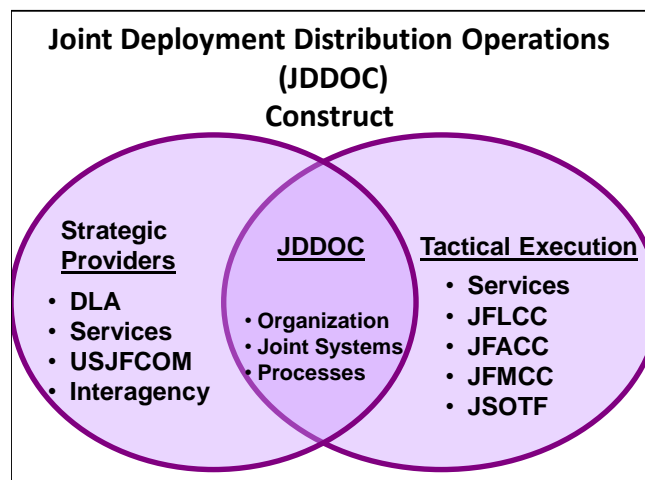 Joint Deployment Distribution Operations
(JDDOC)
Construct
Strategic
Providers
• DLA
• Services
• USJFCOM
• Interagency
JDDOC
• Organization
• Joint Systems
• Processes
Tactical Execution
• Services
• JFLCC
• JFACC
• JFMCC
• JSOTF